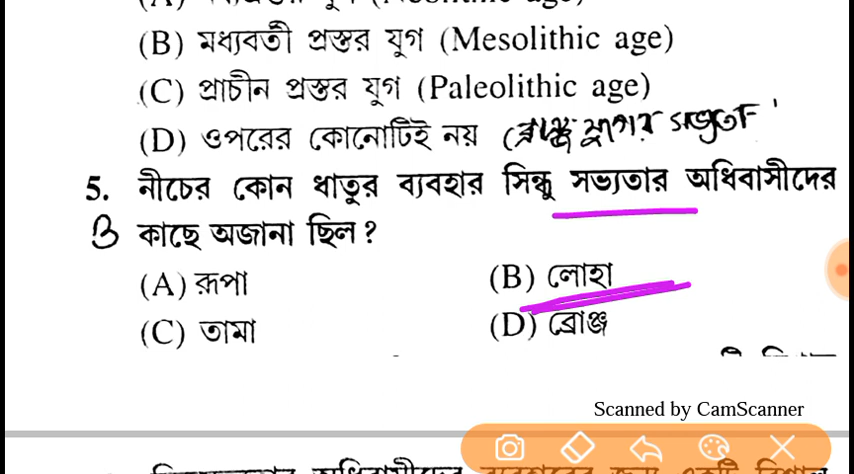 (B) মধ্যবর্তী প্রস্তর যুগ (Mesolithic age)
(C) প্রাচীন প্রস্তর যুগ (Paleolithic age)
(D) ওপরের কোনোটিই নয়
5. নীচের কোন ধাতুর ব্যবহার সিন্ধু সভ্যতার অধিবাসীদের
B কাছে অজানা ছিল?
(A) রূপা (B) লোহা
(C) তামা (D) ব্রোঞ্জ
Scanned by CamScanner